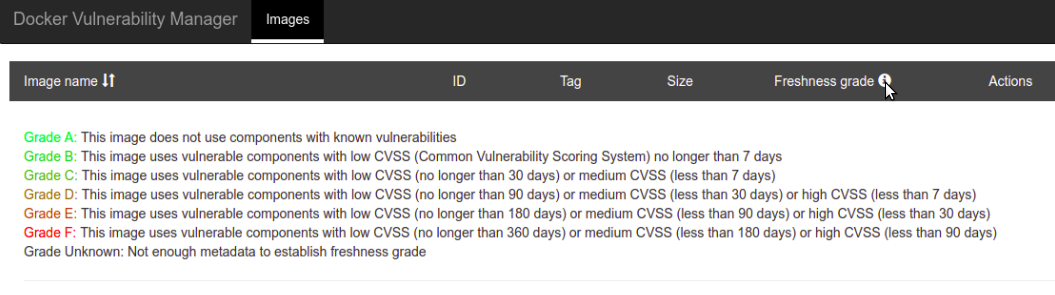 Docker Vulnerability Manager Images
Image name ID Tag Size Freshness grade Actions
Grade A: This image does not use components with known vulnerabilities
Grade B: This image uses vulnerable components with low CVSS (Common Vulnerability Scoring System) no longer than 7 days
Grade C: This image uses vulnerable components with low CVSS (no longer than 30 days) or medium CVSS (less than 7 days)
Grade D: This image uses vulnerable components with low CVSS (no longer than 90 days) or medium CVSS (less than 30 days) or high CVSS (less than 7 days)
Grade E: This image uses vulnerable components with low CVSS (no longer than 180 days) or medium CVSS (less than 90 days) or high CVSS (less than 30 days)
Grade F: This image uses vulnerable components with low CVSS (no longer than 360 days) or medium CVSS (less than 180 days) or high CVSS (less than 90 days)
Grade Unknown: Not enough metadata to establish freshness grade